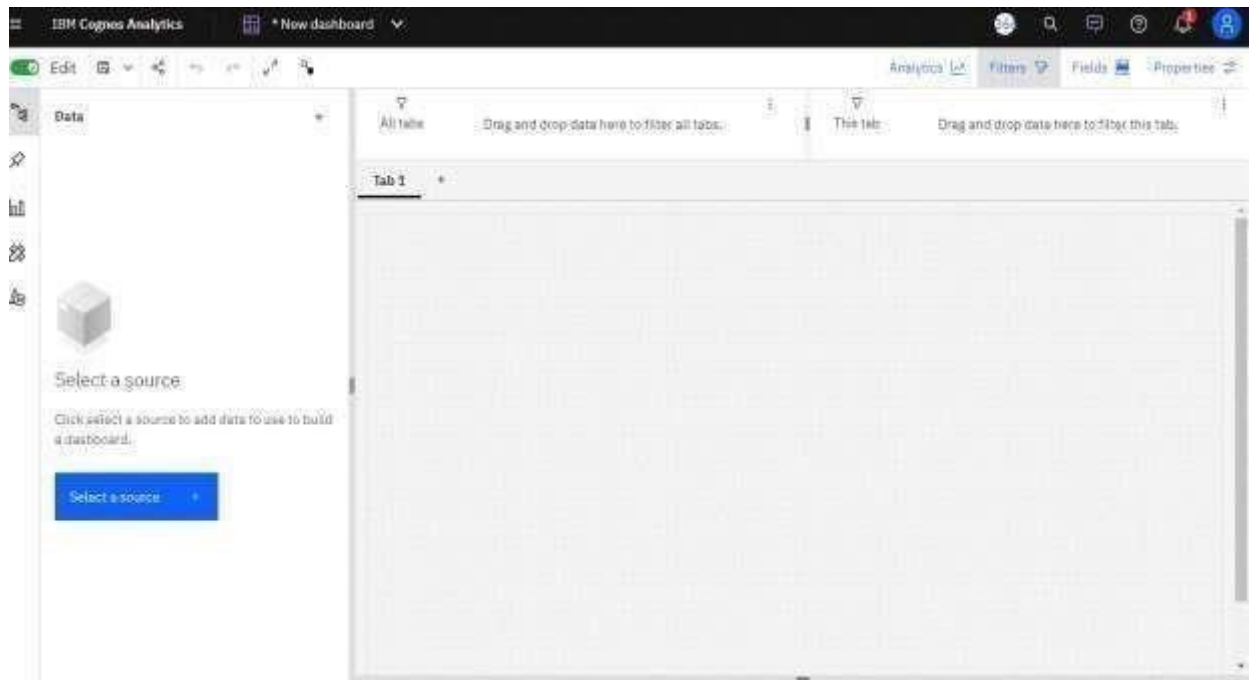 IBM Cognos Analytics
* New dashboard
1
Edit
Analytics
Filters
Fields
Properties
Data
All tabs
Drag and drop data here to filter all tabs.
This tab
Drag and drop data here to filter this tab.
Tab 1
Select a source
Click select a source to add data to use to build
a dashboard.
Select a source